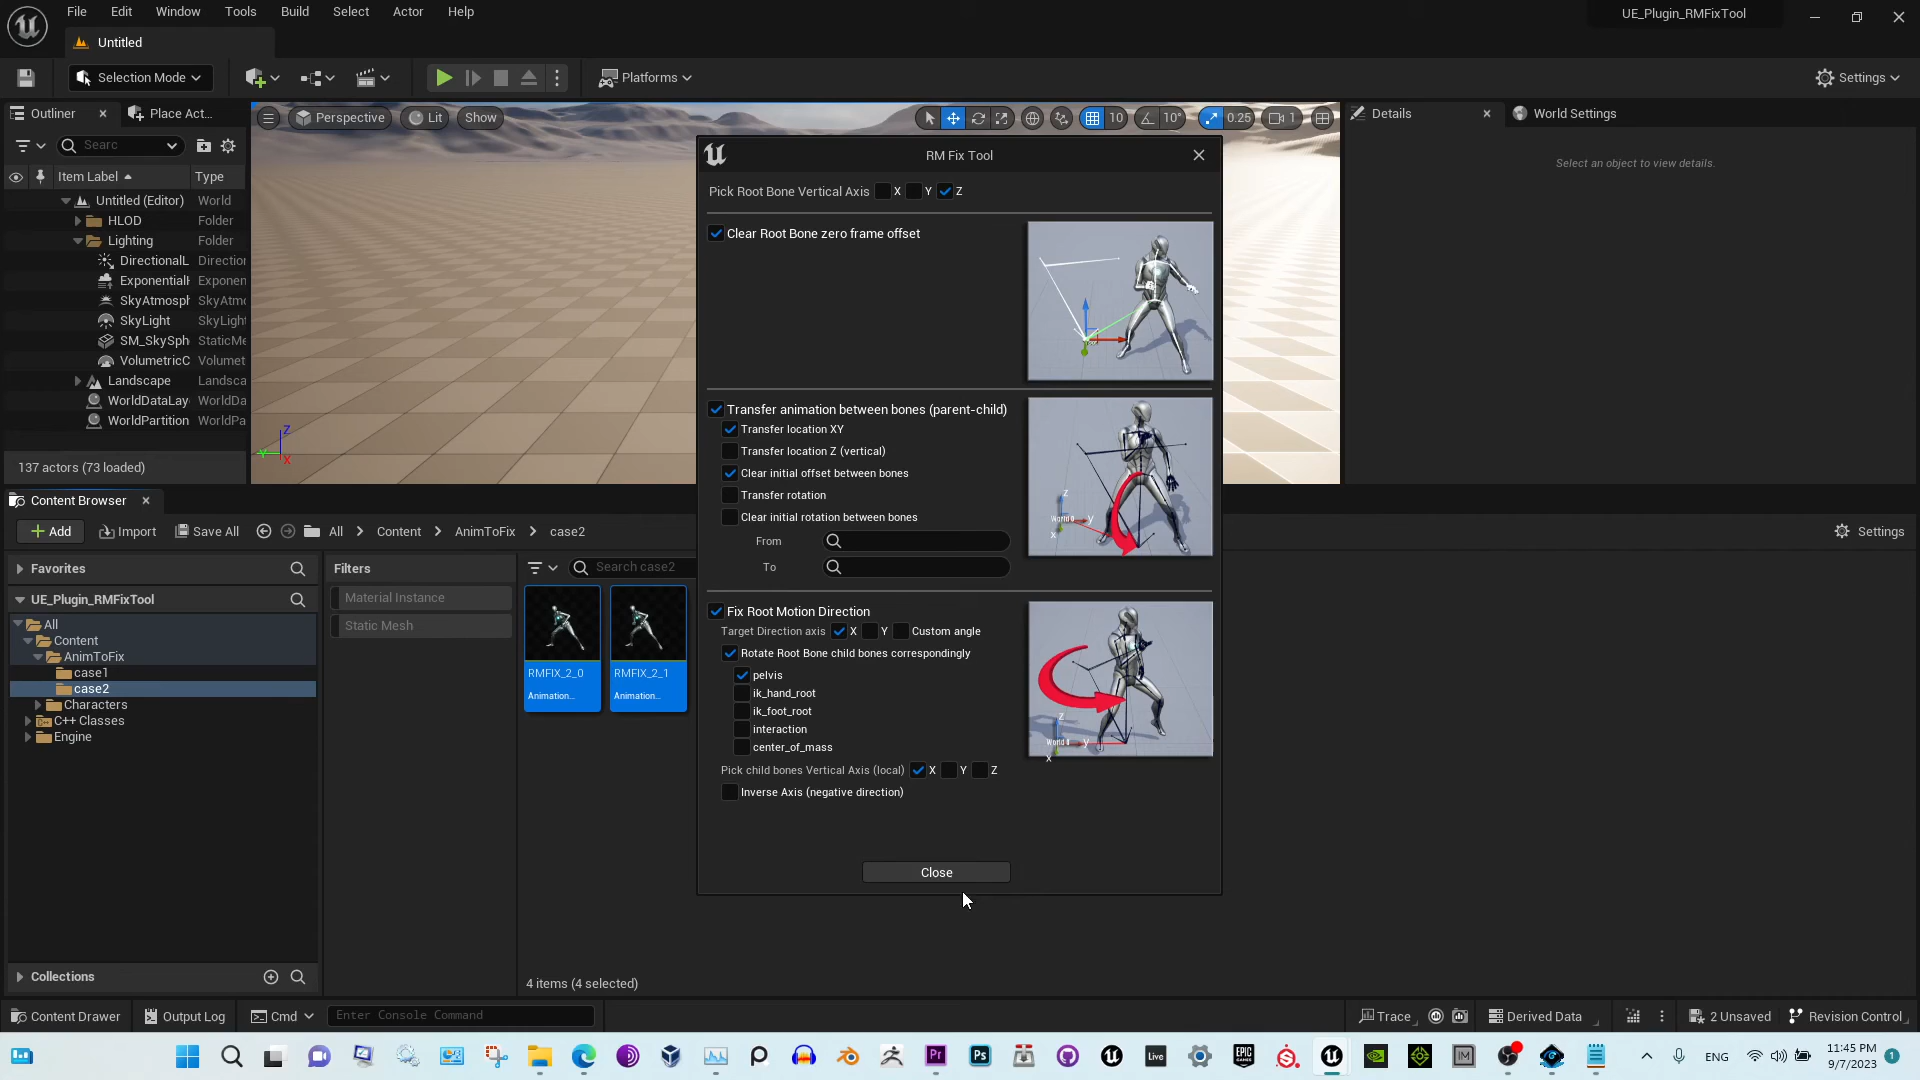 File Edit Window Tools Build Select Actor Help
UE_Plugin_RMFixTool
Untitled
Selection Mode
Platforms
Settings
Outliner
Place Act...
Perspective
Lit
Show
10
10°
0.25
1
Details
World Settings
Searc
Item Label
Type
Select an object to view details.
Untitled (Editor) World
HLOD Folder
Lighting Folder
DirectionalL Direction
ExponentialH Exponen
SkyAtmosph SkyAtmo
SkyLight SkyLight
SM_SkySph StaticMe
VolumetricC Volumet
Landscape Landsca
WorldDataLay WorldDa
WorldPartition WorldPa
137 actors (73 loaded)
RM Fix Tool
Pick Root Bone Vertical Axis X Y Z
Clear Root Bone zero frame offset
Transfer animation between bones (parent-child)
Transfer location XY
Transfer location Z (vertical)
Clear initial offset between bones
Transfer rotation
Clear initial rotation between bones
From
To
Fix Root Motion Direction
Target Direction axis X Y Custom angle
Rotate Root Bone child bones correspondingly
pelvis
ik_hand_root
ik_foot_root
interaction
center_of_mass
Pick child bones Vertical Axis (local) X Y Z
Inverse Axis (negative direction)
Close
Content Browser
Add
Import
Save All
All
Content
AnimToFix
case2
Settings
Favorites
UE_Plugin_RMFixTool
All
Content
AnimToFix
case1
case2
Characters
C++ Classes
Engine
Collections
Filters
Material Instance
Static Mesh
Search case2
RMFIX_2_0
Animation...
RMFIX_2_1
Animation...
4 items (4 selected)
Content Drawer
Output Log
Cmd
Enter Console Command
Trace
Derived Data
2 Unsaved
Revision Control
ENG
11:45 PM
9/7/2023